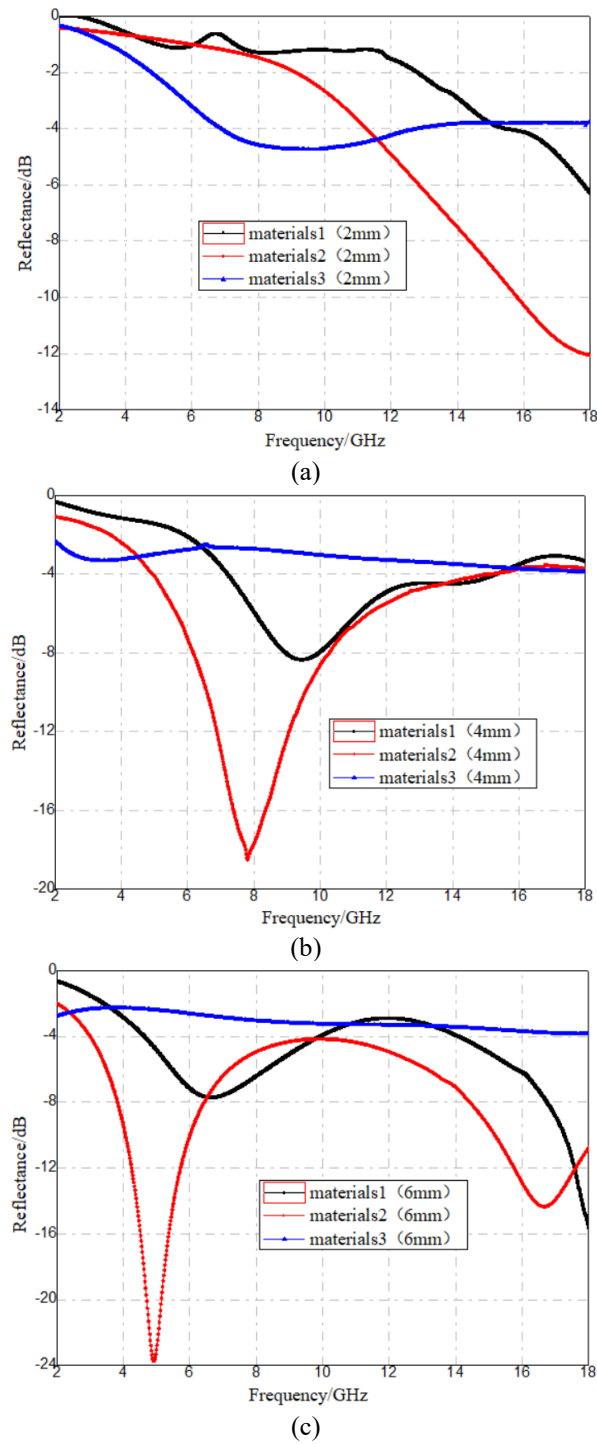 0
-2
-4
-6
-8
-10
-12
-14
Reflectance/dB
materials1（2mm）
materials2（2mm）
materials3（2mm）
2 4 6 8 10 12 14 16 18
Frequency/GHz
(a)
0
-4
-8
-12
-16
-20
Reflectance/dB
materials1（4mm）
materials2（4mm）
materials3（4mm）
2 4 6 8 10 12 14 16 18
Frequency/GHz
(b)
0
-4
-8
-12
-16
-20
-24
Reflectance/dB
materials1（6mm）
materials2（6mm）
materials3（6mm）
2 4 6 8 10 12 14 16 18
Frequency/GHz
(c)